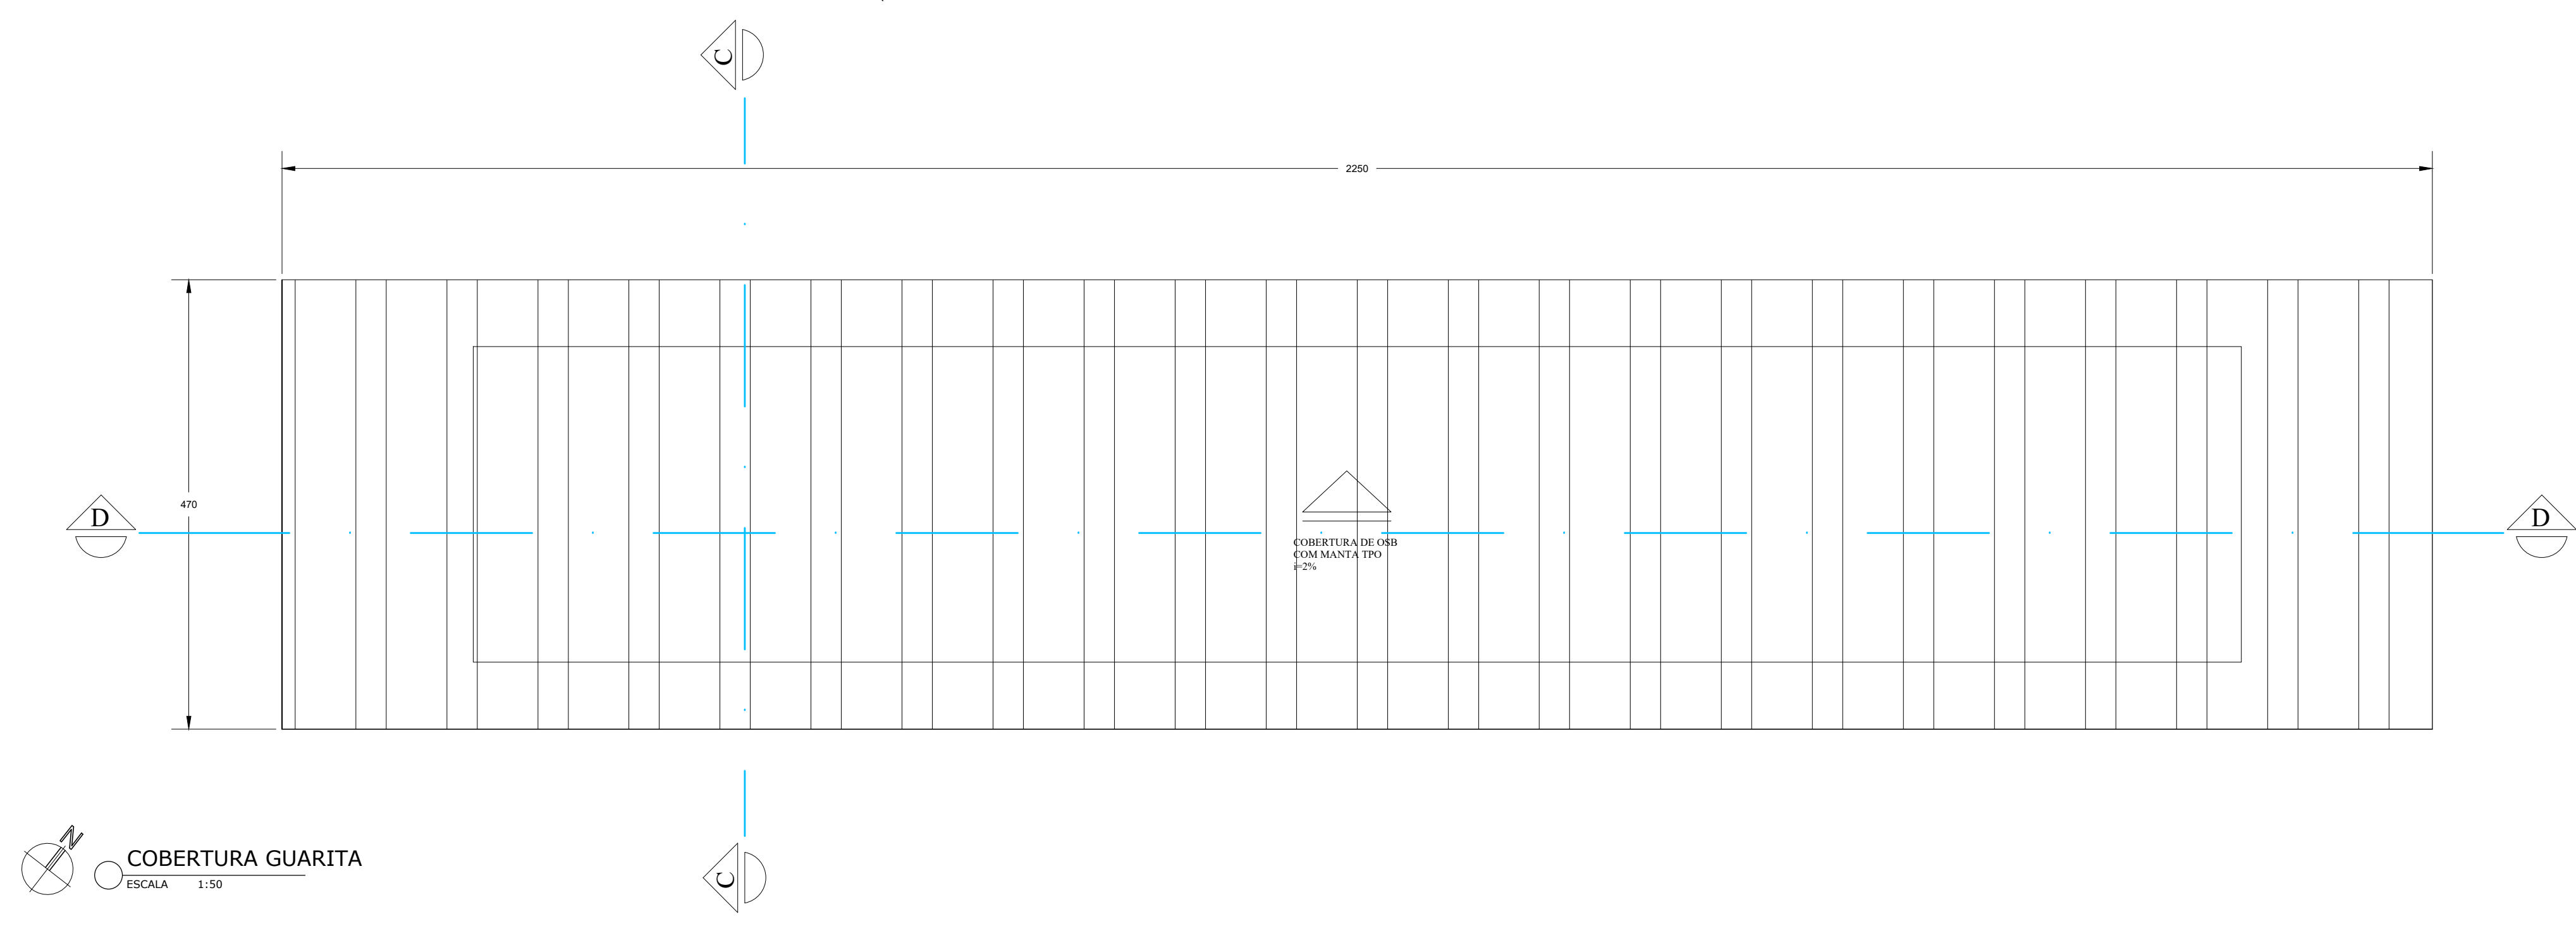 C
2250
470
D
D
COBERTURA DE OSB
COM MANTA TPO
i=2%
N
COBERTURA GUARITA
ESCALA 1:50
C